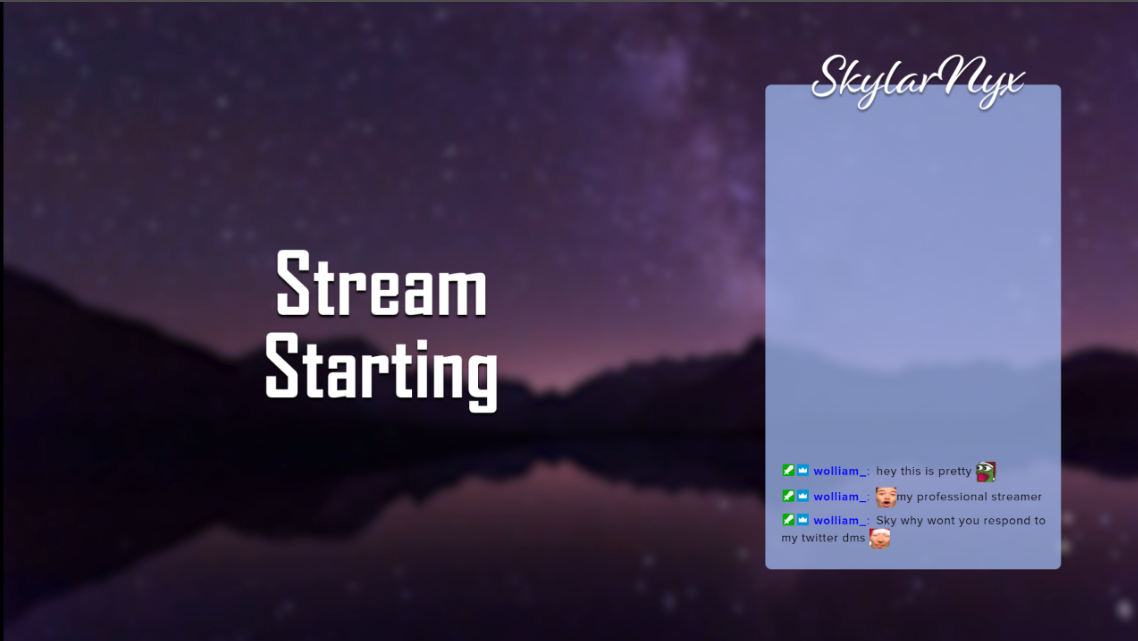 SkylarNyx
Stream
Starting
wolliam_: hey this is pretty
wolliam_: my professional streamer
wolliam_: Sky why wont you respond to
my twitter dms